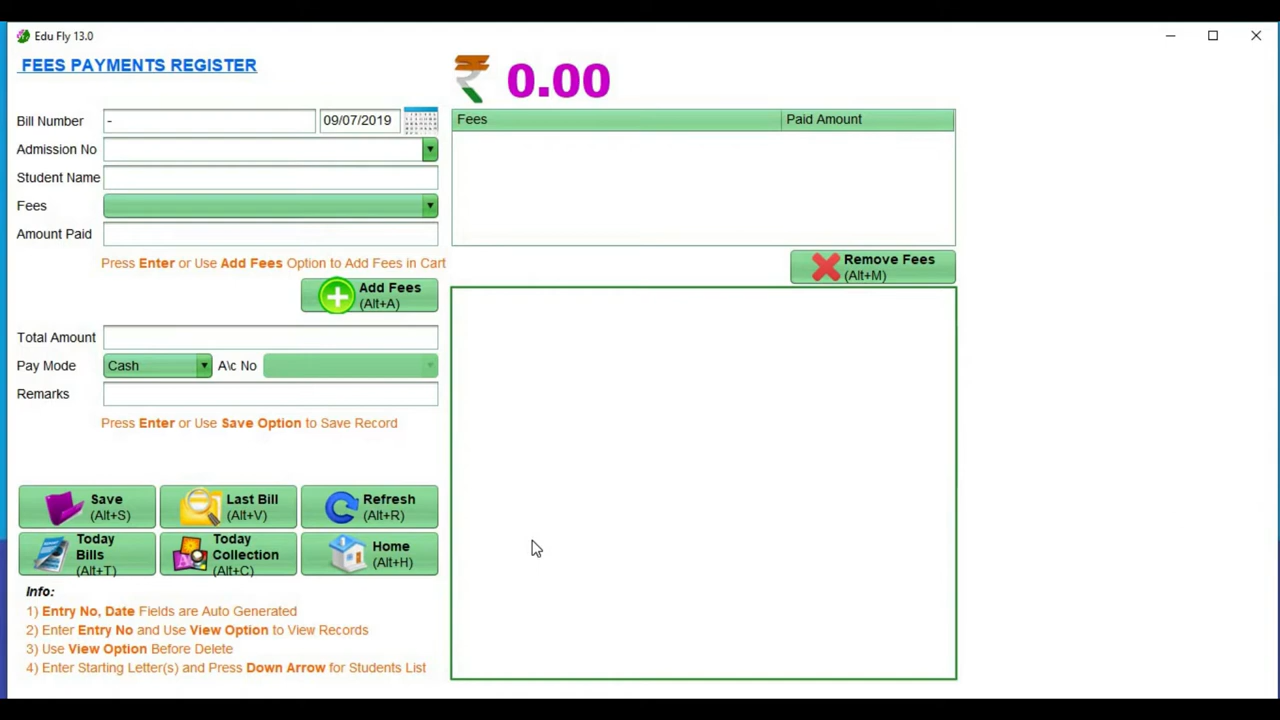 Edu Fly 13.0
FEES PAYMENTS REGISTER
₹ 0.00
Bill Number - 09/07/2019
Admission No
Student Name
Fees
Amount Paid
Press Enter or Use Add Fees Option to Add Fees in Cart
Add Fees
(Alt+A)
Fees Paid Amount
Remove Fees
(Alt+M)
Total Amount
Pay Mode Cash A\c No
Remarks
Press Enter or Use Save Option to Save Record
Save
(Alt+S)
Last Bill
(Alt+V)
Refresh
(Alt+R)
Today
Bills
(Alt+T)
Today
Collection
(Alt+C)
Home
(Alt+H)
Info:
1) Entry No, Date Fields are Auto Generated
2) Enter Entry No and Use View Option to View Records
3) Use View Option Before Delete
4) Enter Starting Letter(s) and Press Down Arrow for Students List